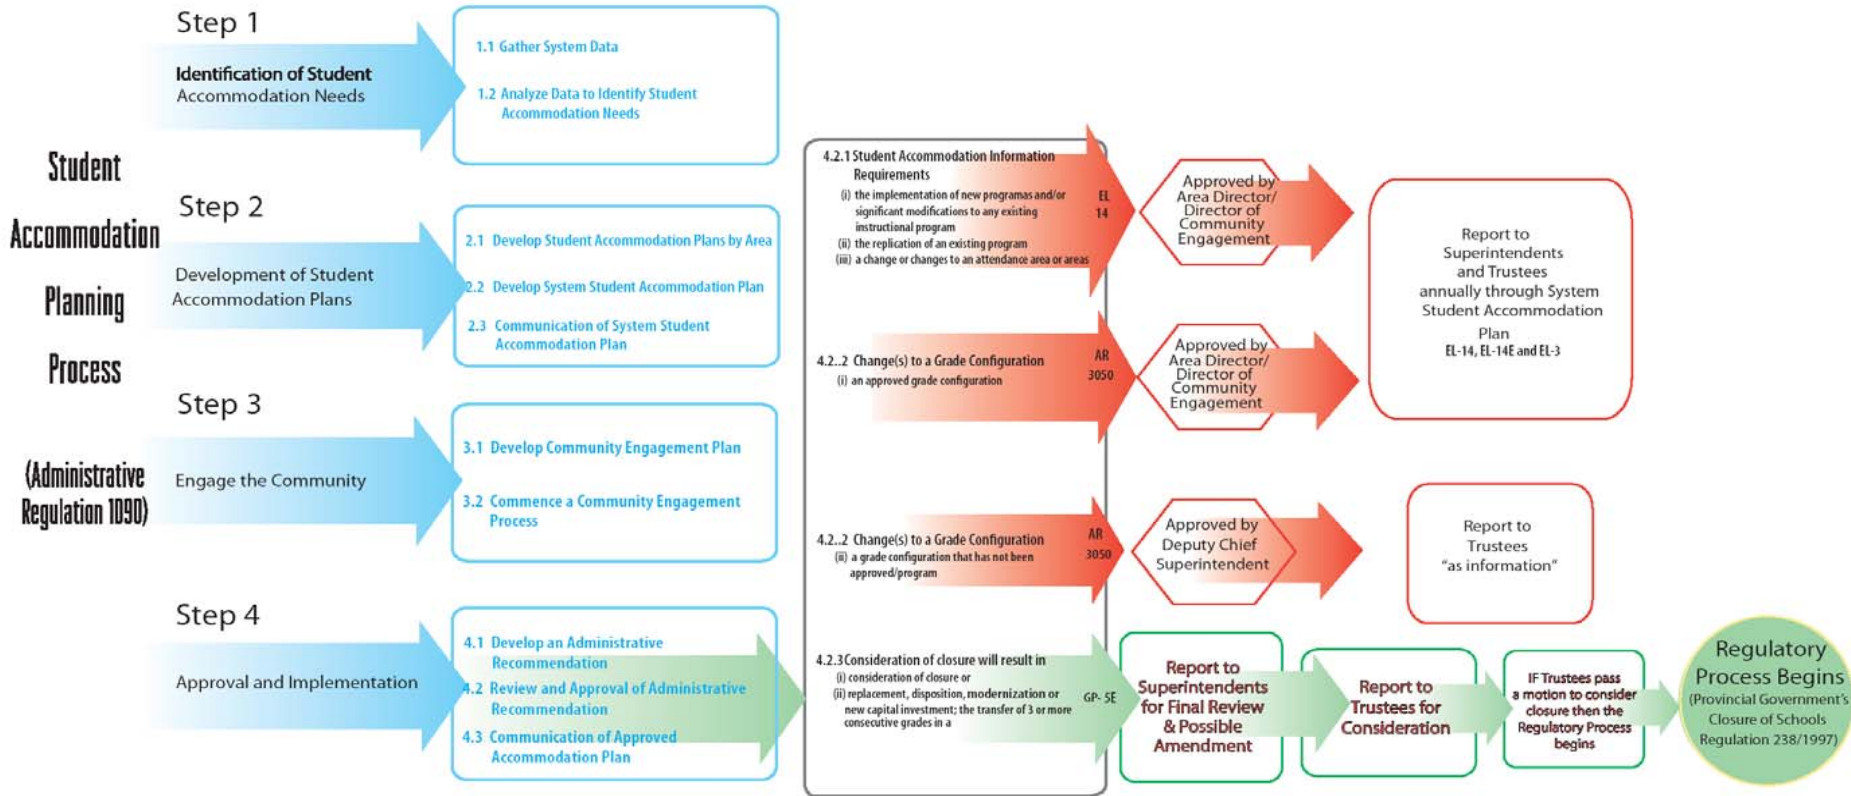 Student
Accommodation
Planning
Process
(Administrative
Regulation 1090)
Step 1
Identification of Student
Accommodation Needs
1.1 Gather System Data
1.2 Analyze Data to Identify Student
Accommodation Needs
Step 2
Development of Student
Accommodation Plans
2.1 Develop Student Accommodation Plans by Area
2.2 Develop System Student Accommodation Plan
2.3 Communication of System Student
Accommodation Plan
Step 3
Engage the Community
3.1 Develop Community Engagement Plan
3.2 Commence a Community Engagement
Process
Step 4
Approval and Implementation
4.1 Develop an Administrative
Recommendation
4.2 Review and Approval of Administrative
Recommendation
4.3 Communication of Approved
Accommodation Plan
4.2.1 Student Accommodation Information
Requirements
(i) the implementation of new programas and/or
significant modifications to any existing
instructional program
(ii) the replication of an existing program
(iii) a change or changes to an attendance area or areas
EL
14
Approved by
Area Director/
Director of
Community
Engagement
4.2..2 Change(s) to a Grade Configuration
(i) an approved grade configuration
AR
3050
Approved by
Area Director/
Director of
Community
Engagement
Report to
Superintendents
and Trustees
annually through System
Student Accommodation
Plan
EL-14, EL-14E and EL-3
4.2..2 Change(s) to a Grade Configuration
(ii) a grade configuration that has not been
approved/program
AR
3050
Approved by
Deputy Chief
Superintendent
Report to
Trustees
"as information"
4.2.3 Consideration of closure will result in
(i) consideration of closure or
(ii) replacement, disposition, modernization or
new capital investment; the transfer of 3 or more
consecutive grades in a
GP- 5E
Report to
Superintendents
for Final Review
& Possible
Amendment
Report to
Trustees for
Consideration
IF Trustees pass
a motion to consider
closure then the
Regulatory Process
begins
Regulatory
Process Begins
(Provincial Government's
Closure of Schools
Regulation 238/1997)